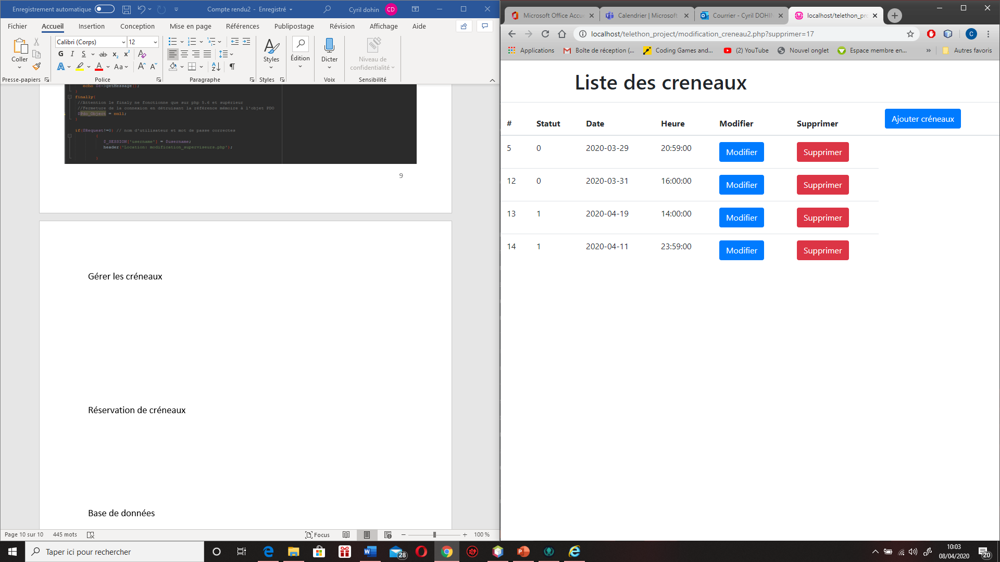 Enregistrement automatique
Compte rendu2 - Enregistré
Cyril dohin CD
Fichier Accueil Insertion Conception Mise en page Références Publipostage Révision Affichage Aide
Calibri (Corps) 12
G I S ab x₂ x²
A A Aa A A
Coller Édition Styles Dicter Niveau de confidentialité
Presse-papiers Police Paragraphe Styles Voix Sensibilité
echo $e->getMessage();
}
finally{
//Attention le finaly ne fonctionne que sur php 5.6 et supérieur
//Fermeture de la connexion en détruisant la référence mémoire à l'objet PDO
$Pdo_Object = null;
}
if($Request!=0) // nom d'utilisateur et mot de passe correctes
{
$_SESSION['username'] = $username;
header('Location: modification_superviseurs.php');
}
9
Gérer les créneaux
Réservation de créneaux
Base de données
Page 10 sur 10 445 mots Focus 100 %
Microsoft Office Accu
Calendrier | Microsoft
Courrier - Cyril DOHIN
localhost/telethon_pro
localhost/telethon_project/modification_creneau2.php?supprimer=17
C
Applications Boîte de réception (... Coding Games and... (2) YouTube Nouvel onglet Espace membre en... » Autres favoris
Liste des creneaux
# Statut Date Heure Modifier Supprimer Ajouter créneaux
5 0 2020-03-29 20:59:00 Modifier Supprimer
12 0 2020-03-31 16:00:00 Modifier Supprimer
13 1 2020-04-19 14:00:00 Modifier Supprimer
14 1 2020-04-11 23:59:00 Modifier Supprimer
Taper ici pour rechercher
28
10:03
08/04/2020
20